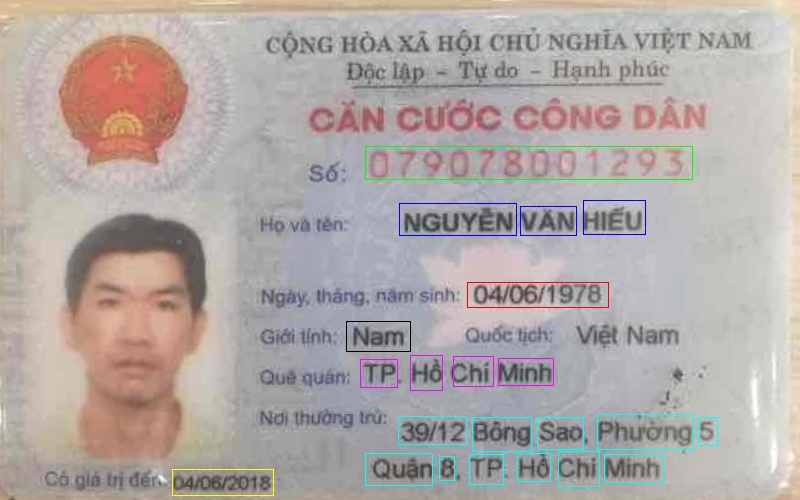 CỘNG HÒA XÃ HỘI CHỦ NGHĨA VIỆT NAM
Độc lập - Tự do - Hạnh phúc
CĂN CƯỚC CÔNG DÂN
Số: 079078001293
Họ và tên: NGUYỄN VĂN HIẾU
Ngày, tháng, năm sinh: 04/06/1978
Giới tính: Nam Quốc tịch: Việt Nam
Quê quán: TP. Hồ Chí Minh
Nơi thường trú: 39/12 Bông Sao, Phường 5
Quận 8, TP. Hồ Chí Minh
Có giá trị đến: 04/06/2018